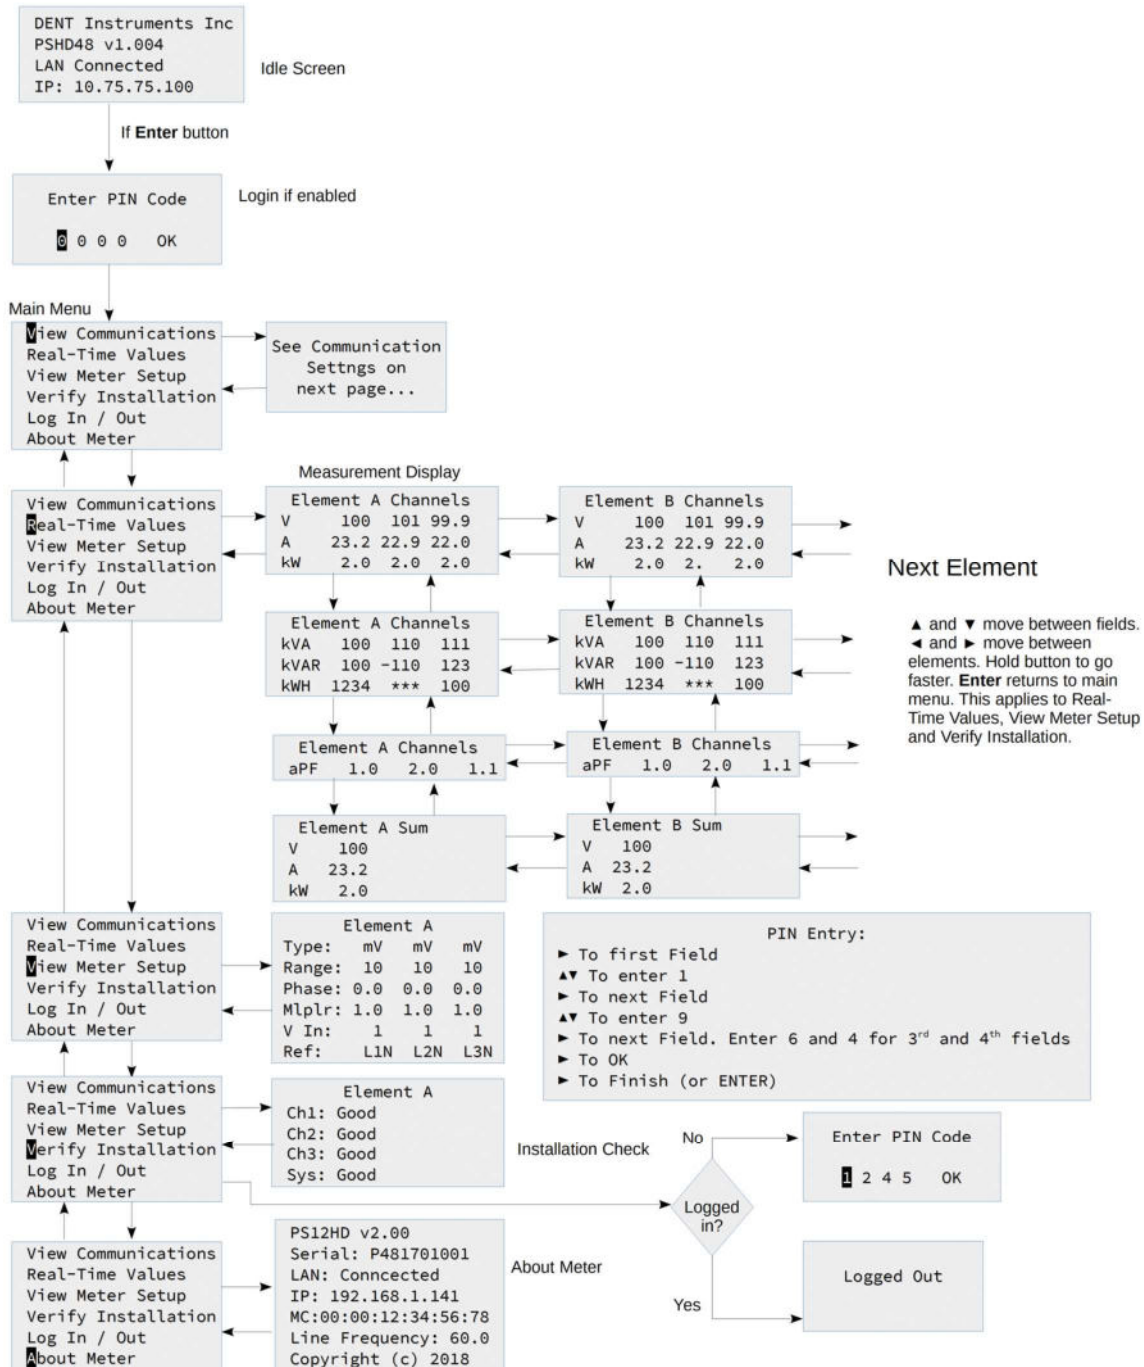 DENT Instruments Inc
PSHD48 v1.004
LAN Connected
IP: 10.75.75.100
Idle Screen
If Enter button
Enter PIN Code
0 0 0 0 OK
Login if enabled
Main Menu
View Communications
Real-Time Values
View Meter Setup
Verify Installation
Log In / Out
About Meter
See Communication
Settngs on
next page...
View Communications
Real-Time Values
View Meter Setup
Verify Installation
Log In / Out
About Meter
Measurement Display
Element A Channels
V 100 101 99.9
A 23.2 22.9 22.0
kW 2.0 2.0 2.0
Element B Channels
V 100 101 99.9
A 23.2 22.9 22.0
kW 2.0 2. 2.0
Element A Channels
kVA 100 110 111
kVAR 100 -110 123
kWH 1234 *** 100
Element B Channels
kVA 100 110 111
kVAR 100 -110 123
kWH 1234 *** 100
Element A Channels
aPF 1.0 2.0 1.1
Element B Channels
aPF 1.0 2.0 1.1
Element A Sum
V 100
A 23.2
kW 2.0
Element B Sum
V 100
A 23.2
kW 2.0
Next Element
▲ and ▼ move between fields.
◄ and ► move between
elements. Hold button to go
faster. Enter returns to main
menu. This applies to Real-
Time Values, View Meter Setup
and Verify Installation.
View Communications
Real-Time Values
View Meter Setup
Verify Installation
Log In / Out
About Meter
Element A
Type: mV mV mV
Range: 10 10 10
Phase: 0.0 0.0 0.0
Mlplr: 1.0 1.0 1.0
V In: 1 1 1
Ref: L1N L2N L3N
PIN Entry:
► To first Field
▲▼ To enter 1
► To next Field
▲▼ To enter 9
► To next Field. Enter 6 and 4 for 3rd and 4th fields
► To OK
► To Finish (or ENTER)
View Communications
Real-Time Values
View Meter Setup
Verify Installation
Log In / Out
About Meter
Element A
Ch1: Good
Ch2: Good
Ch3: Good
Sys: Good
Installation Check
No
Logged
in?
Yes
Enter PIN Code
1 2 4 5 OK
Logged Out
View Communications
Real-Time Values
View Meter Setup
Verify Installation
Log In / Out
About Meter
PS12HD v2.00
Serial: P481701001
LAN: Conncected
IP: 192.168.1.141
MC:00:00:12:34:56:78
Line Frequency: 60.0
Copyright (c) 2018
About Meter